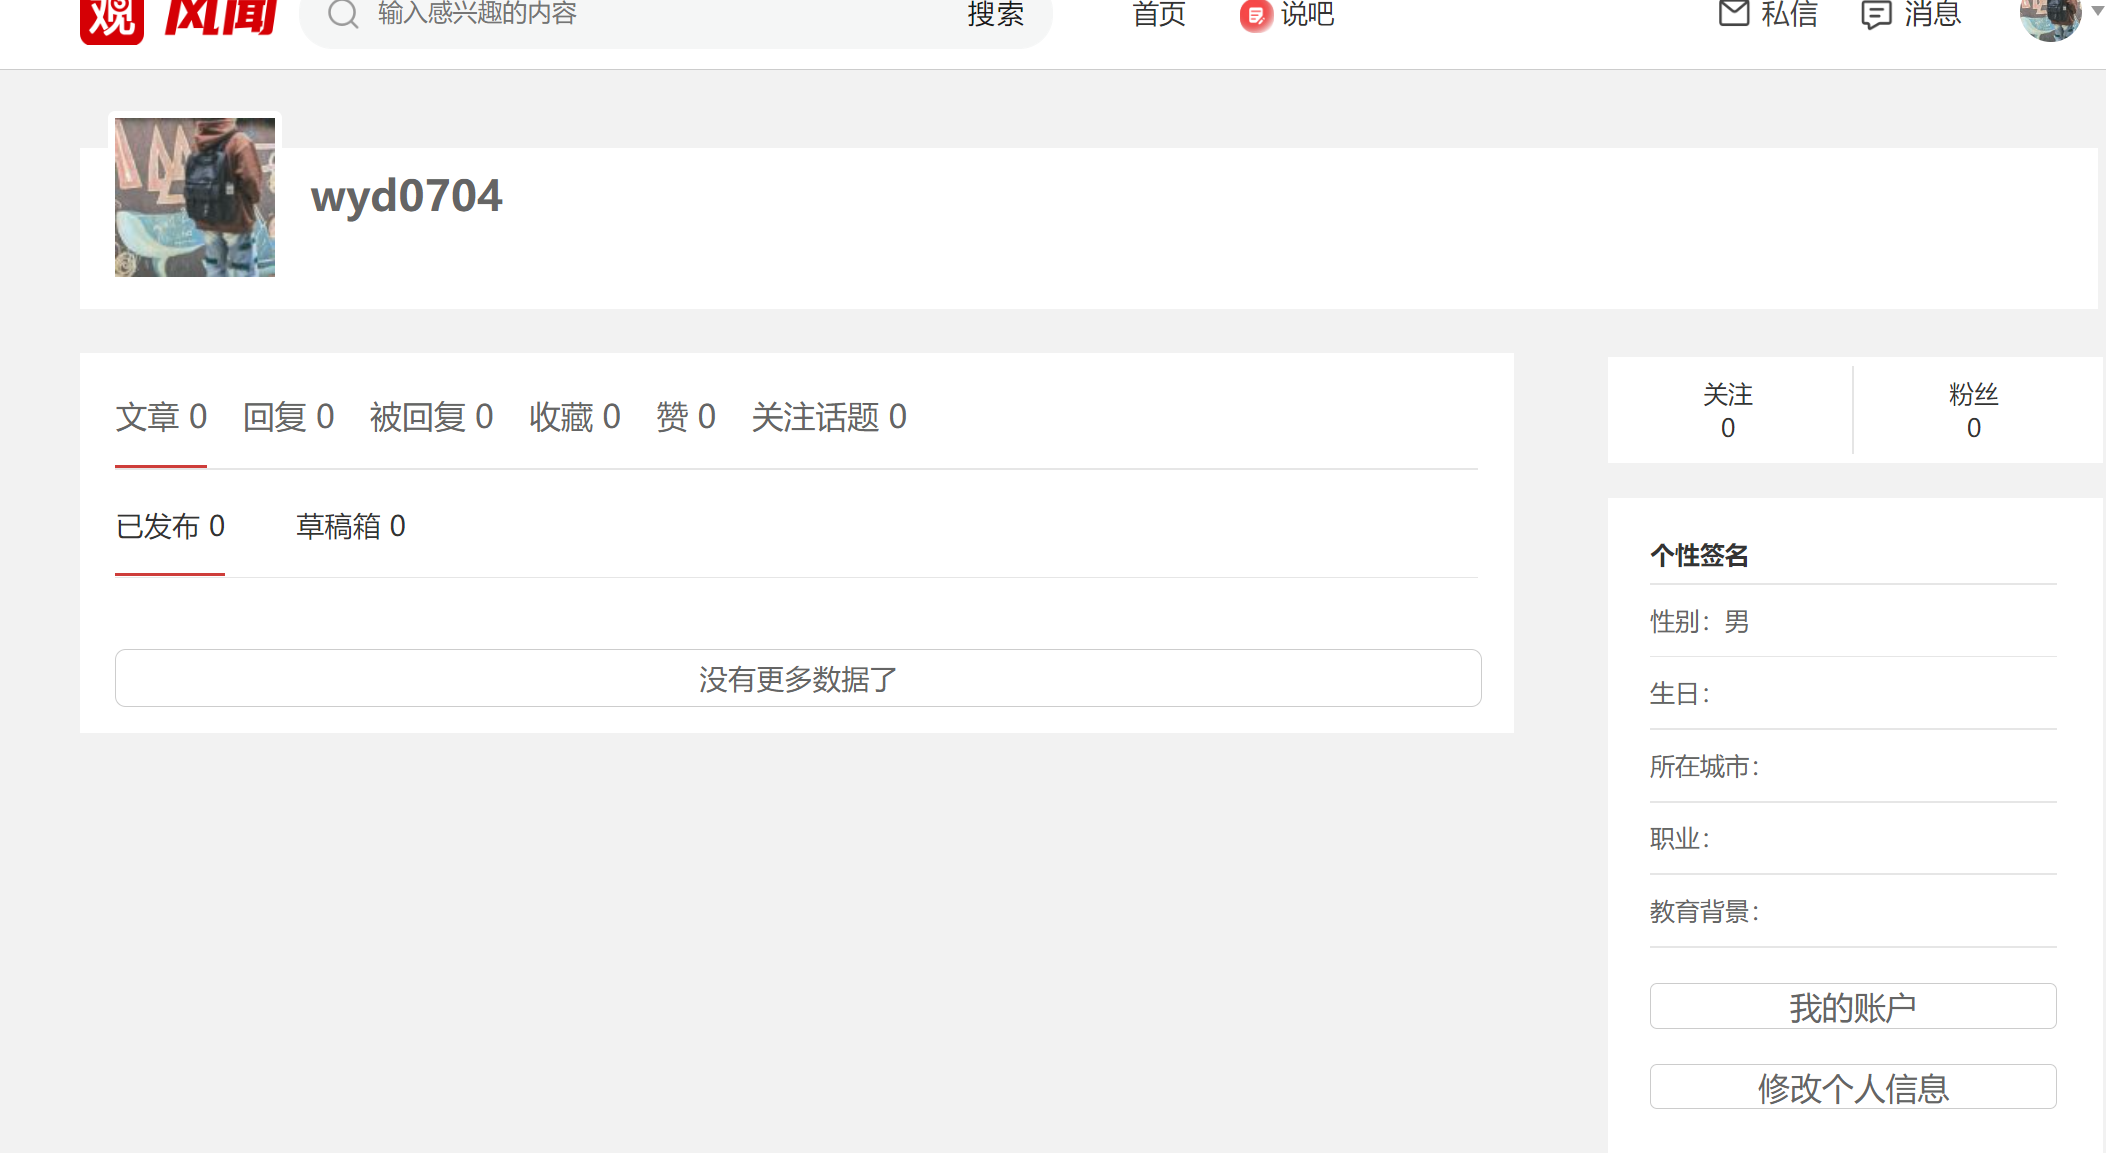 观 风闻 输入感兴趣的内容 搜索 首页 说吧 私信 消息
wyd0704
文章 0 回复 0 被回复 0 收藏 0 赞 0 关注话题 0
已发布 0 草稿箱 0
没有更多数据了
关注 粉丝
0 0
个性签名
性别：男
生日：
所在城市：
职业：
教育背景：
我的账户
修改个人信息